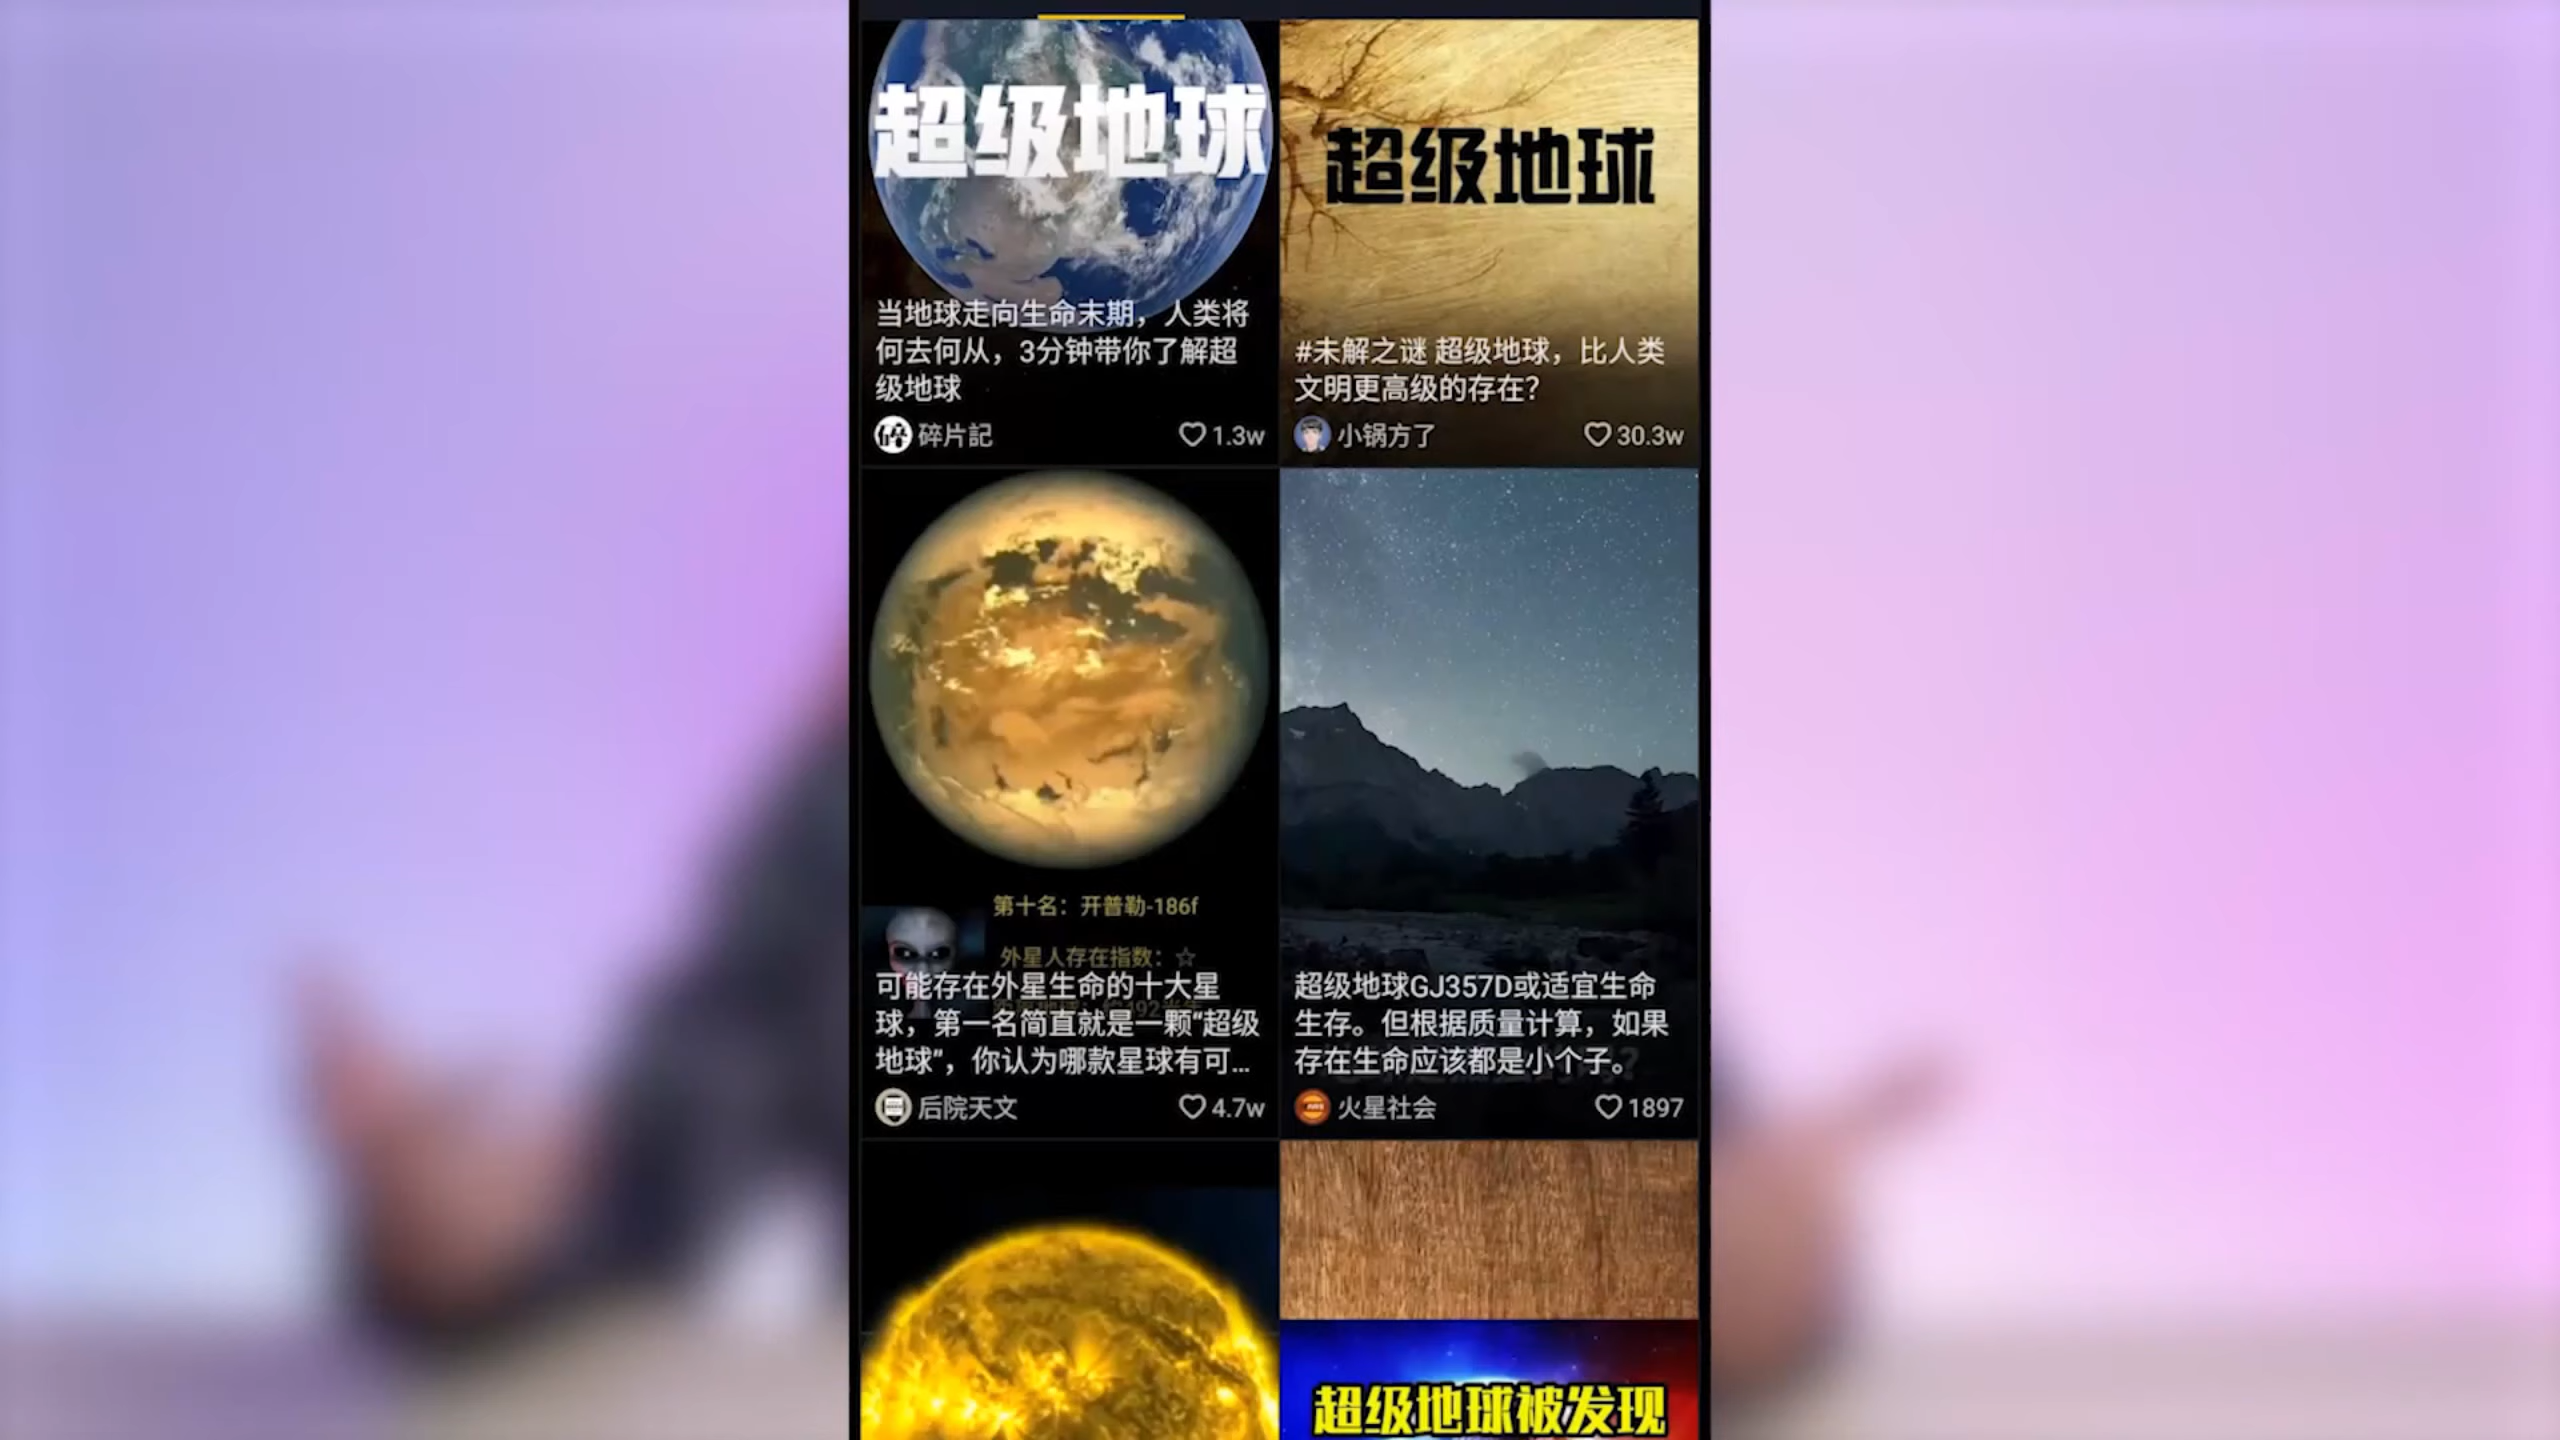 超级地球
当地球走向生命末期，人类将
何去何从，3分钟带你了解超
级地球
碎片記
1.3w
超级地球
#未解之谜 超级地球，比人类
文明更高级的存在？
小锅方了
30.3w
第十名：开普勒-186f
外星人存在指数：☆
可能存在外星生命的十大星
球，第一名简直就是一颗“超级
地球”，你认为哪款星球有可...
后院天文
4.7w
超级地球GJ357D或适宜生命
生存。但根据质量计算，如果
存在生命应该都是小个子。
火星社会
1897
超级地球被发现